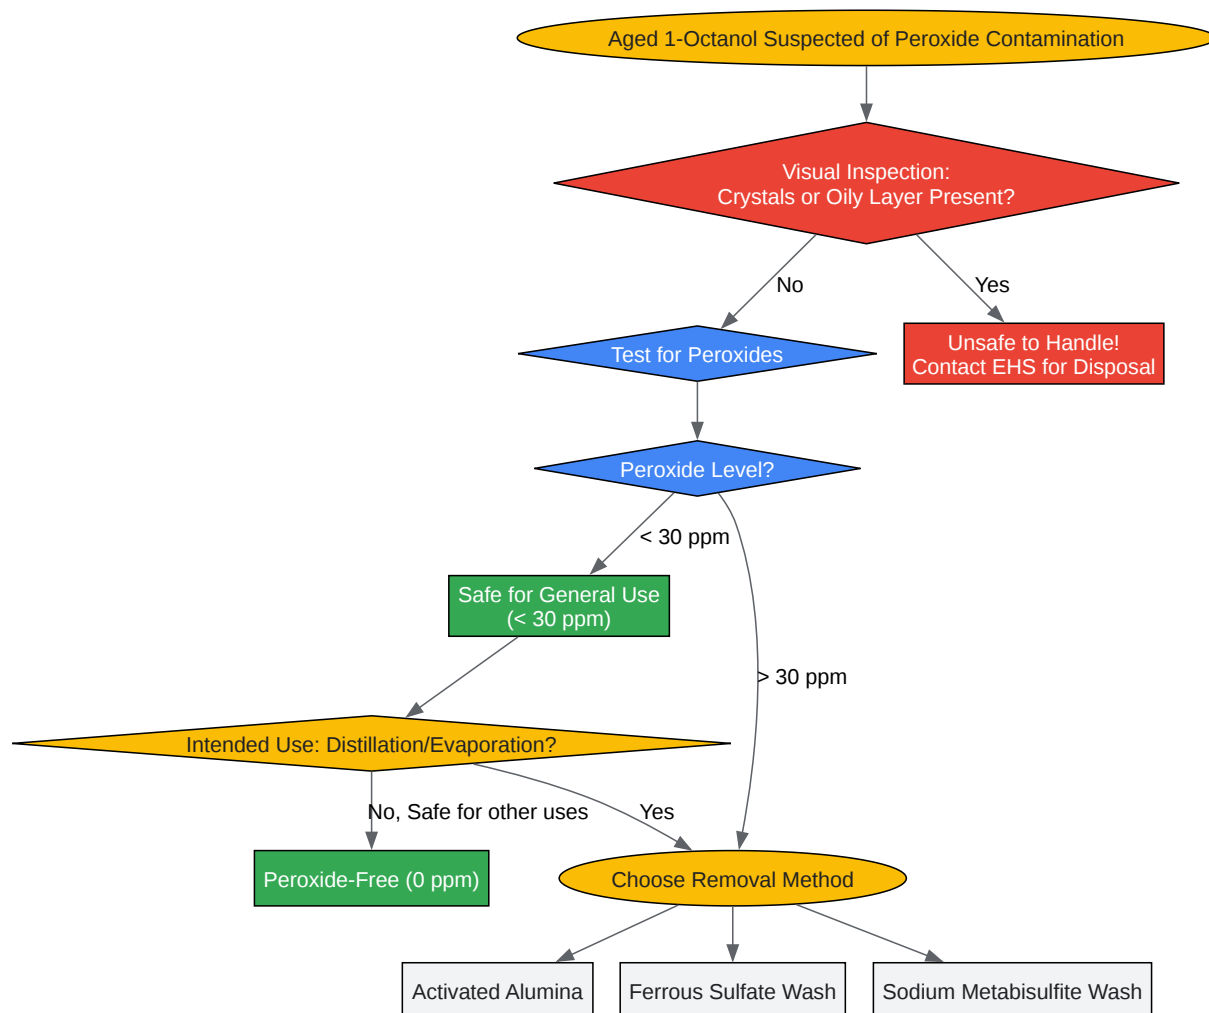 Aged 1-Octanol Suspected of Peroxide Contamination
Visual Inspection:
Crystals or Oily Layer Present?
No
Yes
Test for Peroxides
Unsafe to Handle!
Contact EHS for Disposal
Peroxide Level?
< 30 ppm
Safe for General Use
(< 30 ppm)
> 30 ppm
Intended Use: Distillation/Evaporation?
No, Safe for other uses
Yes
Peroxide-Free (0 ppm)
Choose Removal Method
Activated Alumina
Ferrous Sulfate Wash
Sodium Metabisulfite Wash